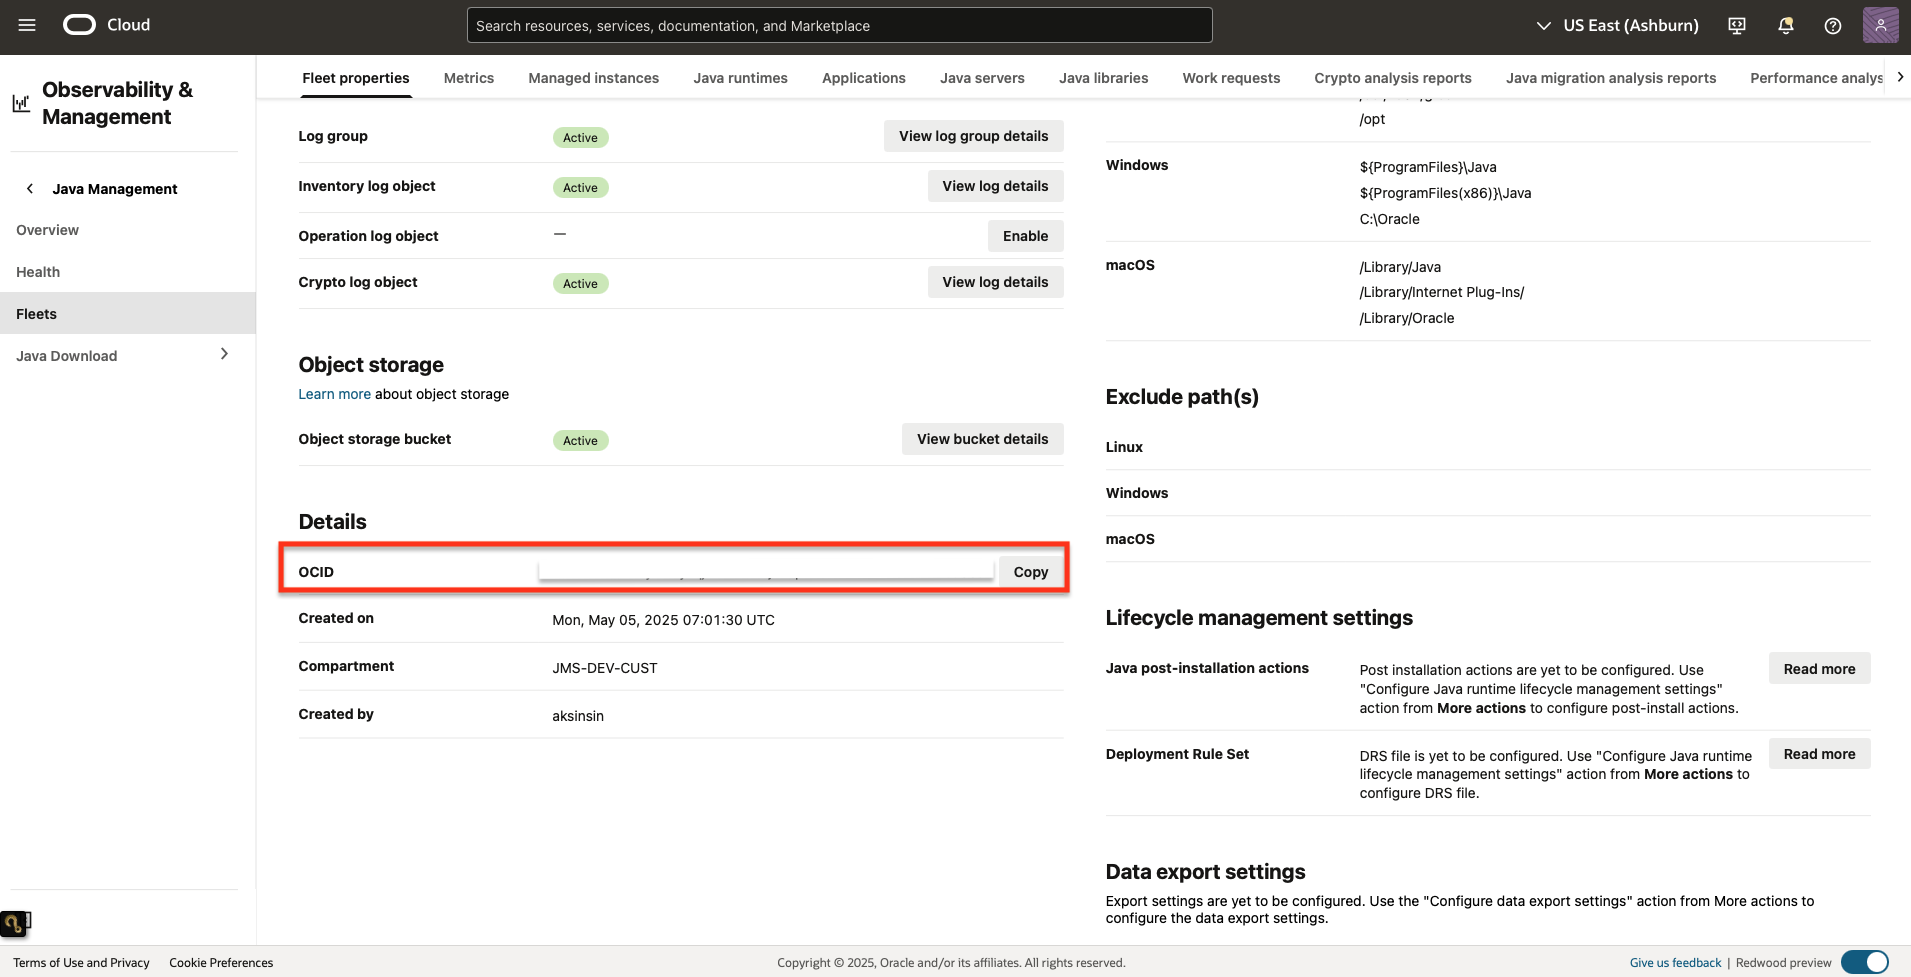 Cloud
Search resources, services, documentation, and Marketplace
US East (Ashburn)
Observability &
Management
Java Management
Overview
Health
Fleets
Java Download
Fleet properties
Metrics
Managed instances
Java runtimes
Applications
Java servers
Java libraries
Work requests
Crypto analysis reports
Java migration analysis reports
Performance analys
Log group
Active
View log group details
Inventory log object
Active
View log details
Operation log object
—
Enable
Crypto log object
Active
View log details
Object storage
Learn more about object storage
Object storage bucket
Active
View bucket details
Details
OCID
Copy
Created on
Mon, May 05, 2025 07:01:30 UTC
Compartment
JMS-DEV-CUST
Created by
aksinsin
/opt
Windows
${ProgramFiles}\Java
${ProgramFiles(x86)}\Java
C:\Oracle
macOS
/Library/Java
/Library/Internet Plug-Ins/
/Library/Oracle
Exclude path(s)
Linux
Windows
macOS
Lifecycle management settings
Java post-installation actions
Post installation actions are yet to be configured. Use
"Configure Java runtime lifecycle management settings"
action from More actions to configure post-install actions.
Read more
Deployment Rule Set
DRS file is yet to be configured. Use "Configure Java runtime
lifecycle management settings" action from More actions to
configure DRS file.
Read more
Data export settings
Export settings are yet to be configured. Use the "Configure data export settings" action from More actions to
configure the data export settings.
Terms of Use and Privacy
Cookie Preferences
Copyright © 2025, Oracle and/or its affiliates. All rights reserved.
Give us feedback | Redwood preview